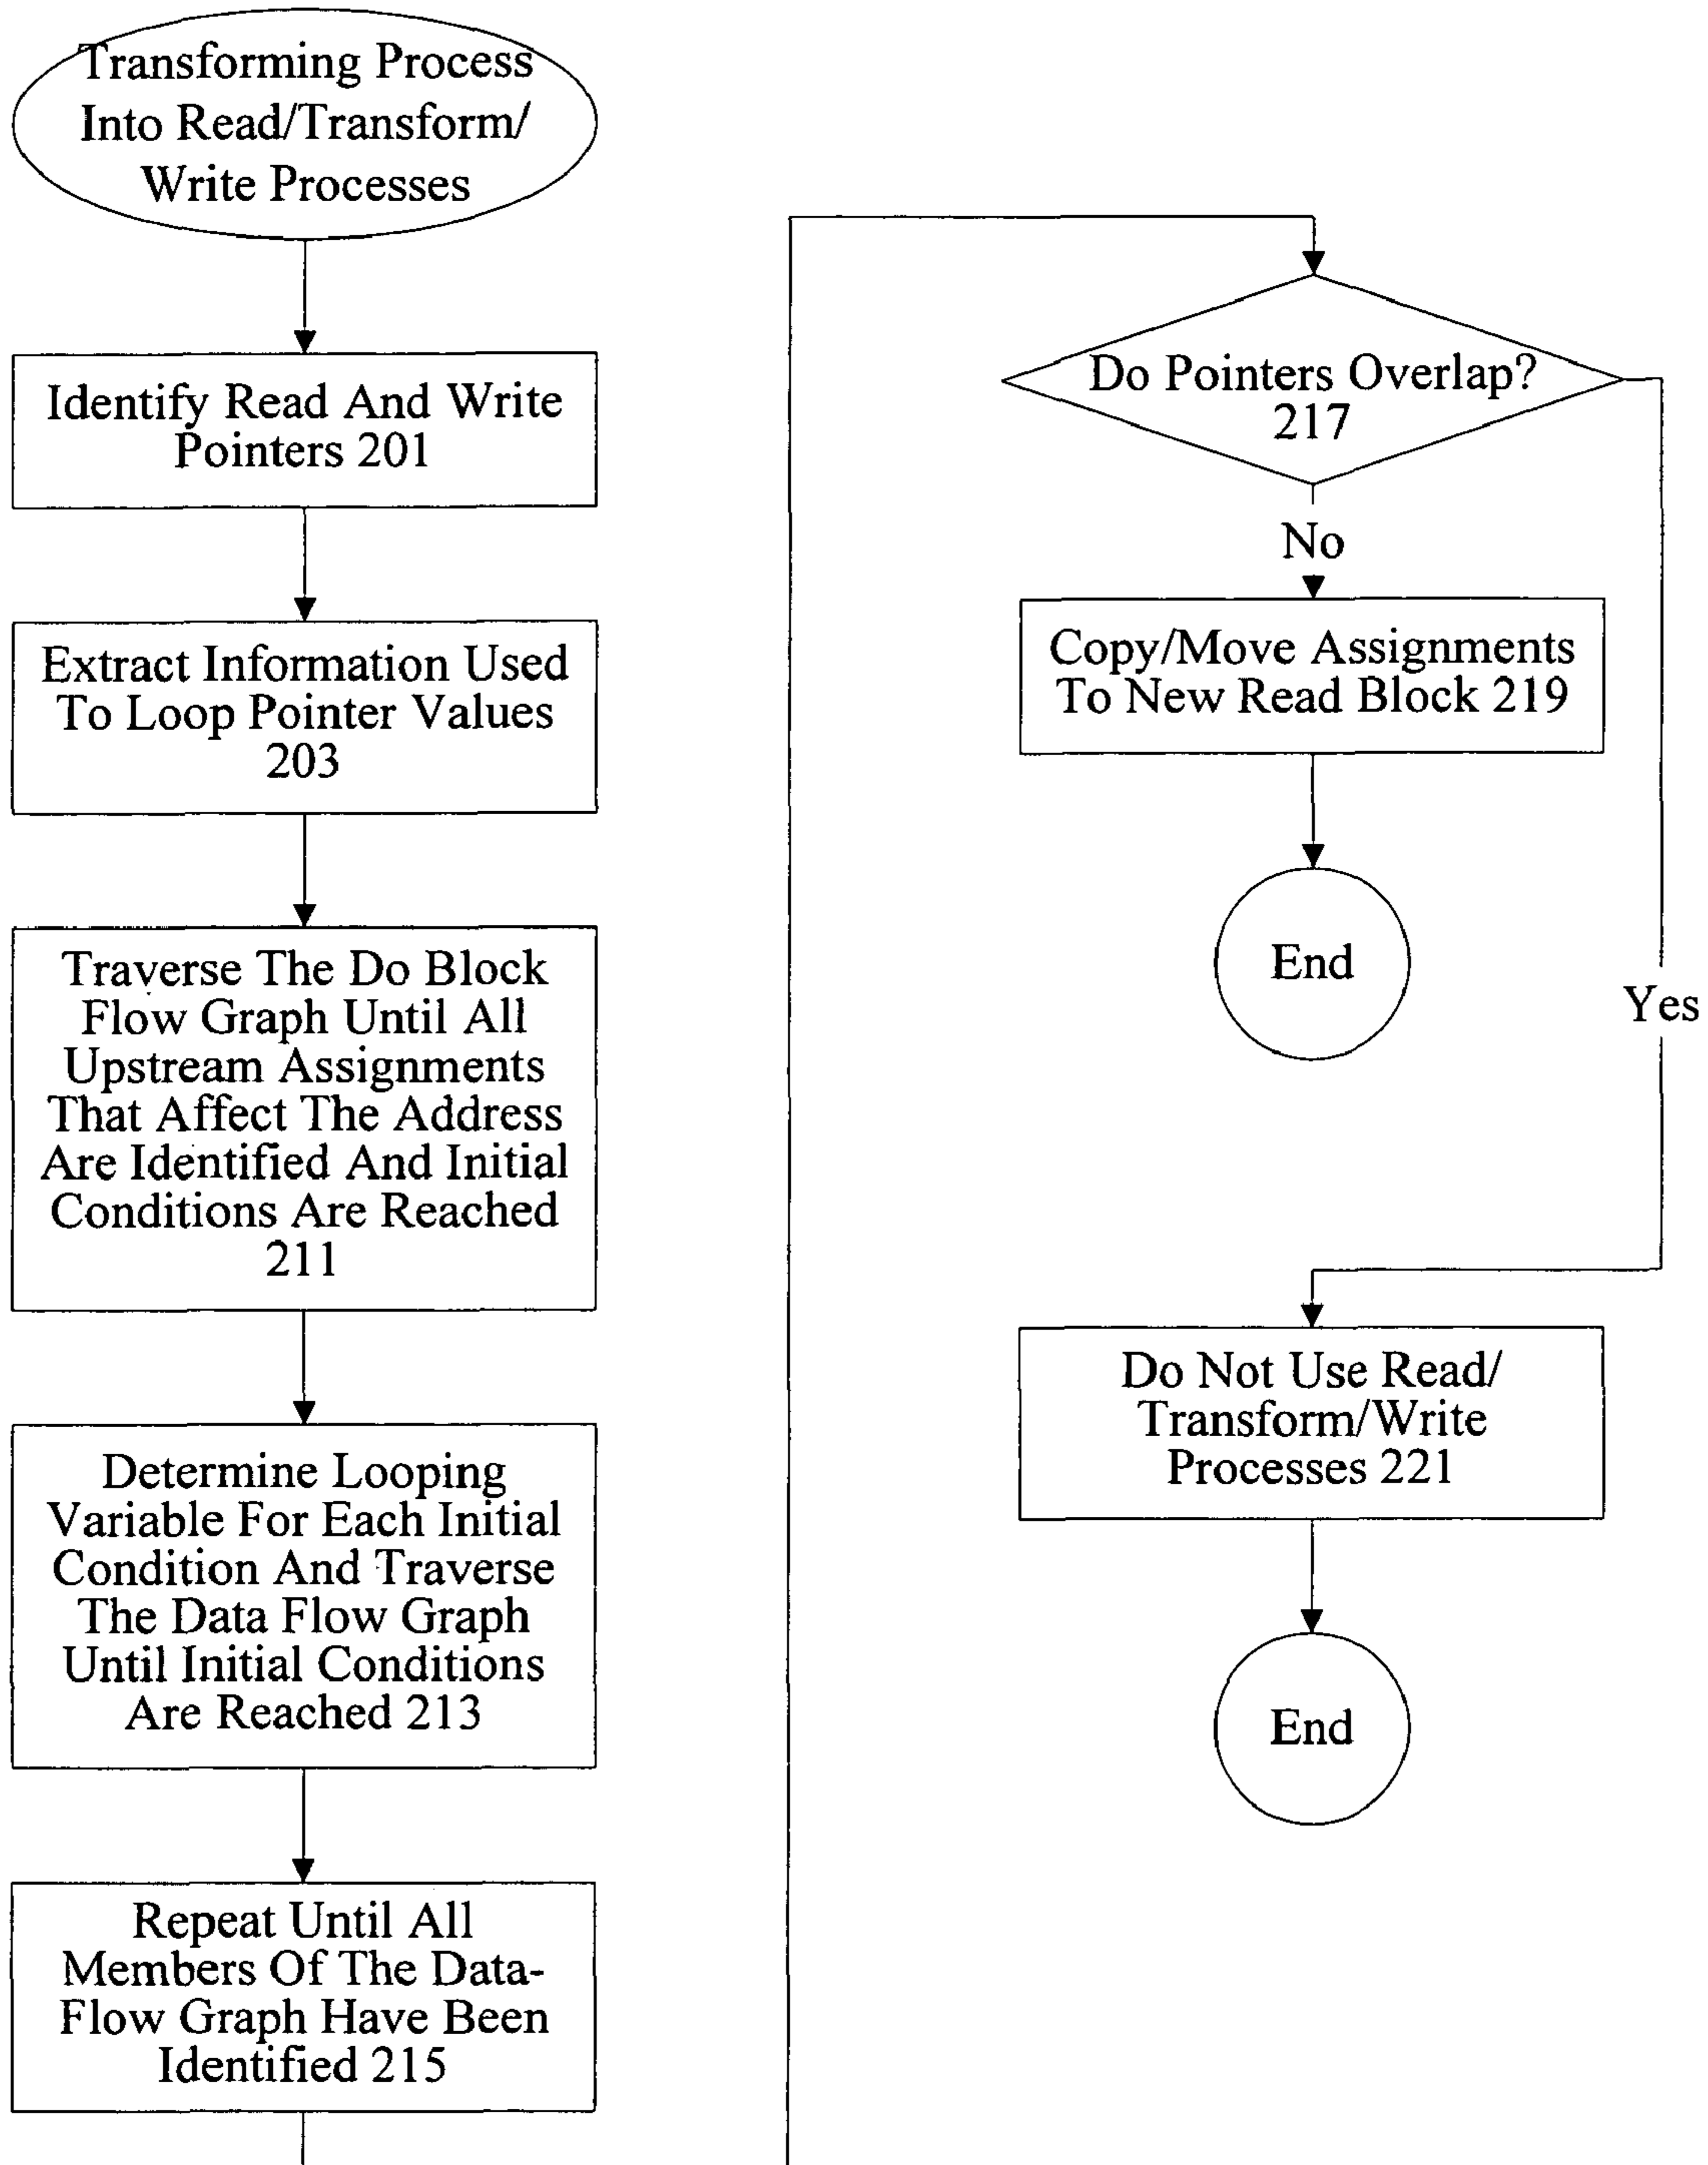 Transforming Process
Into Read/Transform/
Write Processes
Identify Read And Write
Pointers 201
Extract Information Used
To Loop Pointer Values
203
Traverse The Do Block
Flow Graph Until All
Upstream Assignments
That Affect The Address
Are Identified And Initial
Conditions Are Reached
211
Determine Looping
Variable For Each Initial
Condition And Traverse
The Data Flow Graph
Until Initial Conditions
Are Reached 213
Repeat Until All
Members Of The Data-
Flow Graph Have Been
Identified 215
Do Pointers Overlap?
217
No
Copy/Move Assignments
To New Read Block 219
End
Yes
Do Not Use Read/
Transform/Write
Processes 221
End